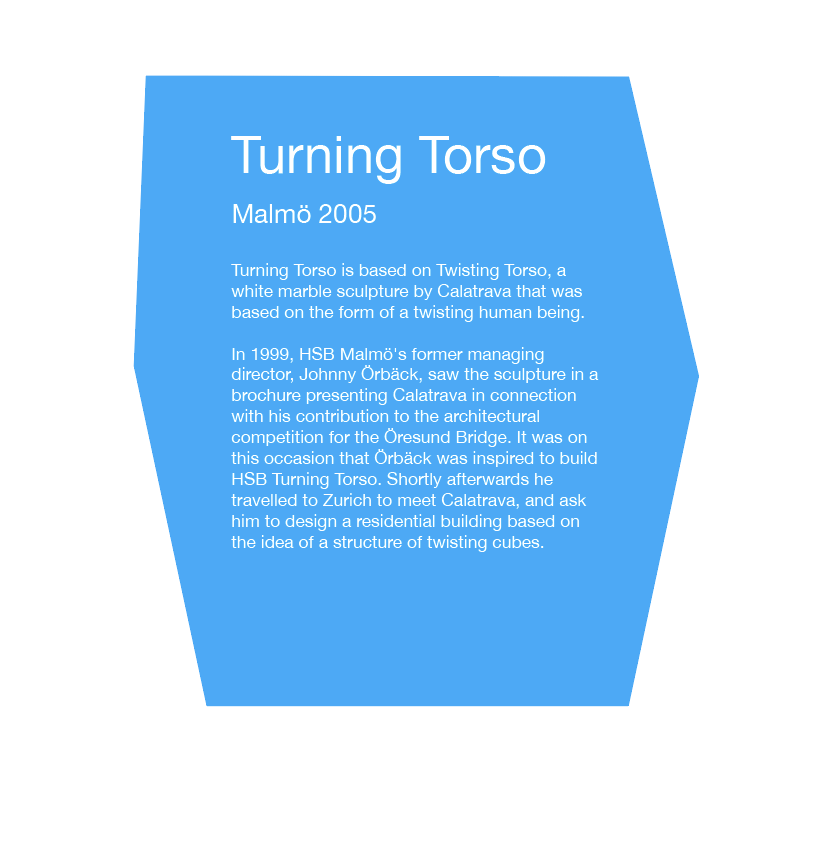 Turning Torso
Malmö 2005
Turning Torso is based on Twisting Torso, a
white marble sculpture by Calatrava that was
based on the form of a twisting human being.
In 1999, HSB Malmö's former managing
director, Johnny Örbäck, saw the sculpture in a
brochure presenting Calatrava in connection
with his contribution to the architectural
competition for the Öresund Bridge. It was on
this occasion that Örbäck was inspired to build
HSB Turning Torso. Shortly afterwards he
travelled to Zurich to meet Calatrava, and ask
him to design a residential building based on
the idea of a structure of twisting cubes.